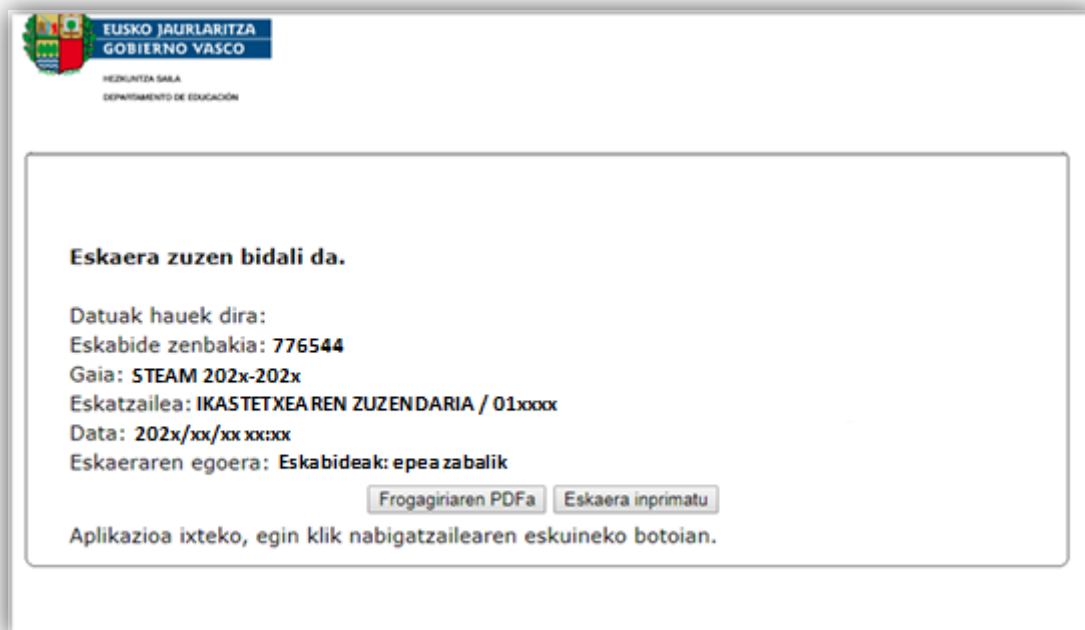 EUSKO JAURLARITZA
GOBIERNO VASCO
HEZKUNTZA SAILA
DEPARTAMENTO DE EDUCACIÓN
Eskaera zuzen bidali da.
Datuak hauek dira:
Eskabide zenbakia: 776544
Gaia: STEAM 202x-202x
Eskatzailea: IKASTETXEAREN ZUZENDARIA / 01xxxx
Data: 202x/xx/xx xx:xx
Eskaeraren egoera: Eskabideak: epea zabalik
Frogagiriaren PDFa Eskaera inprimatu
Aplikazioa ixteko, egin klik nabigatzailearen eskuineko botoian.